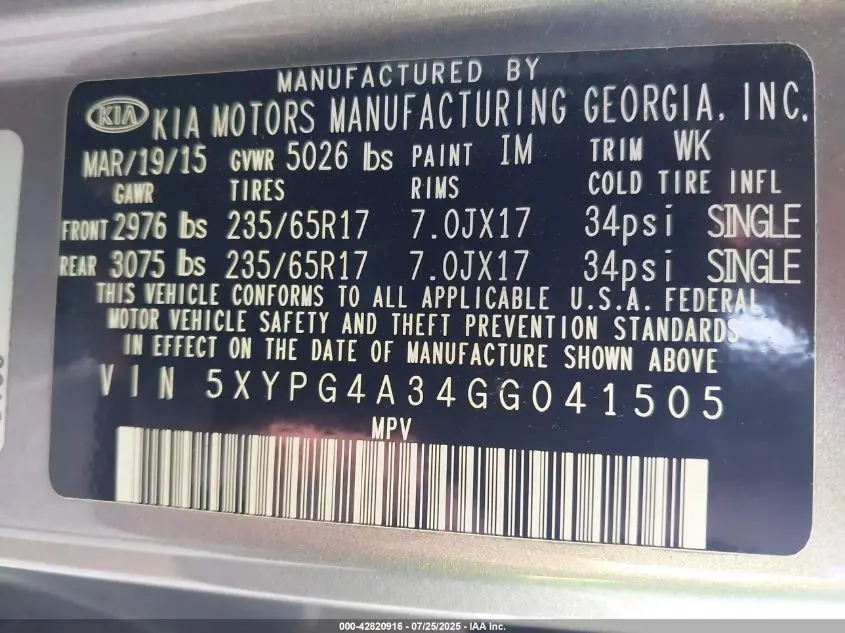 MANUFACTURED BY
KIA KIA MOTORS MANUFACTURING GEORGIA, INC.
MAR/19/15 GVWR 5026 lbs PAINT IM TRIM WK
GAWR TIRES RIMS COLD TIRE INFL
FRONT 2976 lbs 235/65R17 7.0JX17 34psi SINGLE
REAR 3075 lbs 235/65R17 7.0JX17 34psi SINGLE
THIS VEHICLE CONFORMS TO ALL APPLICABLE U.S.A. FEDERAL
MOTOR VEHICLE SAFETY AND THEFT PREVENTION STANDARDS
IN EFFECT ON THE DATE OF MANUFACTURE SHOWN ABOVE
VIN 5XYPG4A34GG041505
MPV
000-42820916 - 07/25/2025 - IAA Inc.